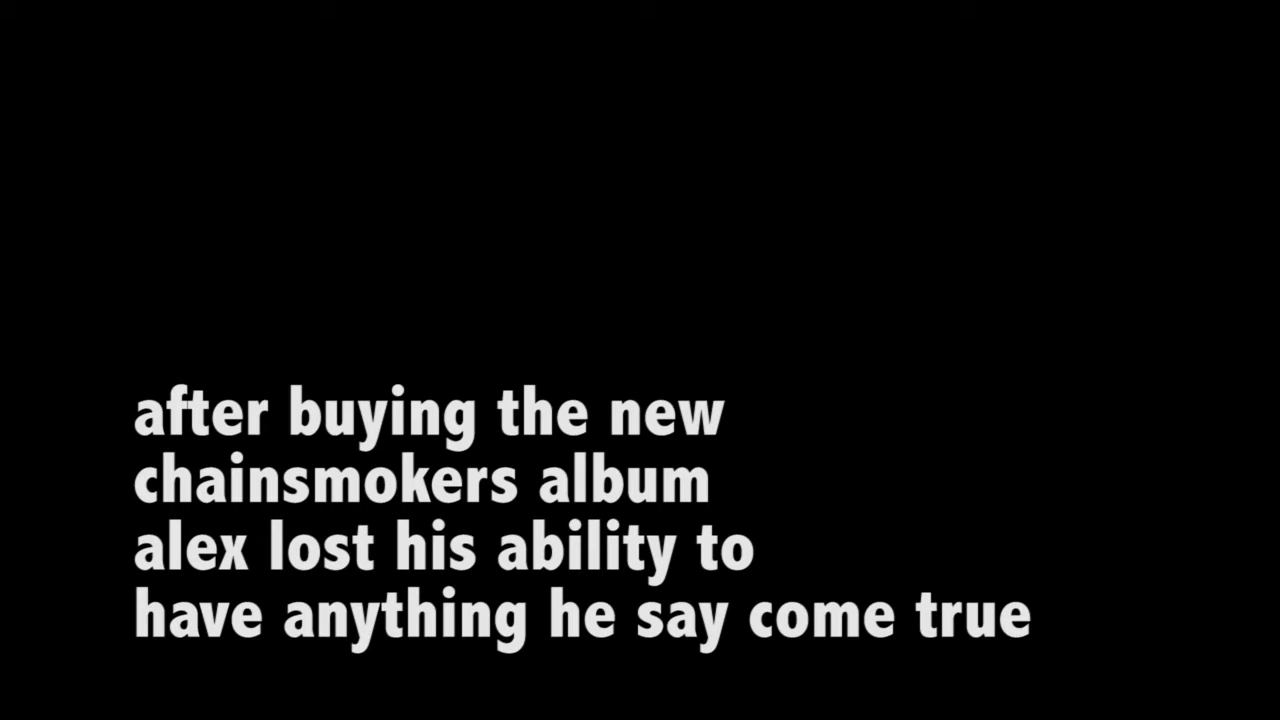 after buying the new
chainsmokers album
alex lost his ability to
have anything he say come true